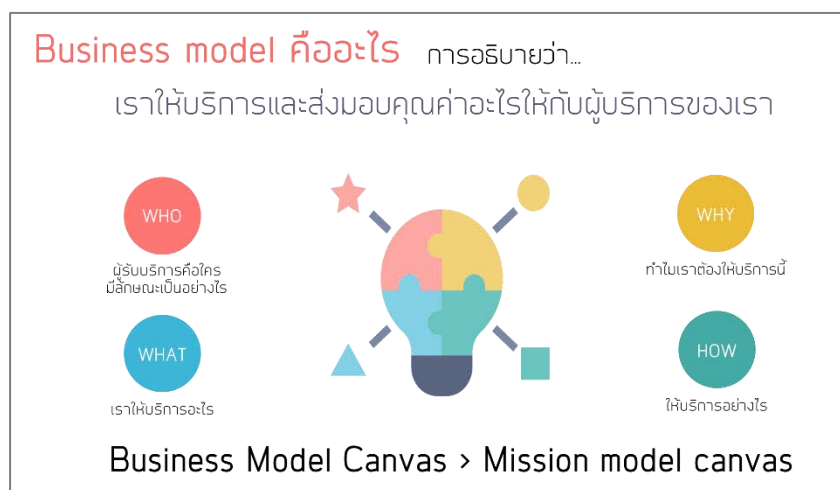 Business model คืออะไร การอธิบายว่า...
เราให้บริการและส่งมอบคุณค่าอะไรให้กับผู้บริการของเรา
WHO
ผู้รับบริการคือใคร
มีลักษณะเป็นอย่างไร
WHAT
เราให้บริการอะไร
WHY
ทำไมเราต้องให้บริการนี้
HOW
ให้บริการอย่างไร
Business Model Canvas > Mission model canvas